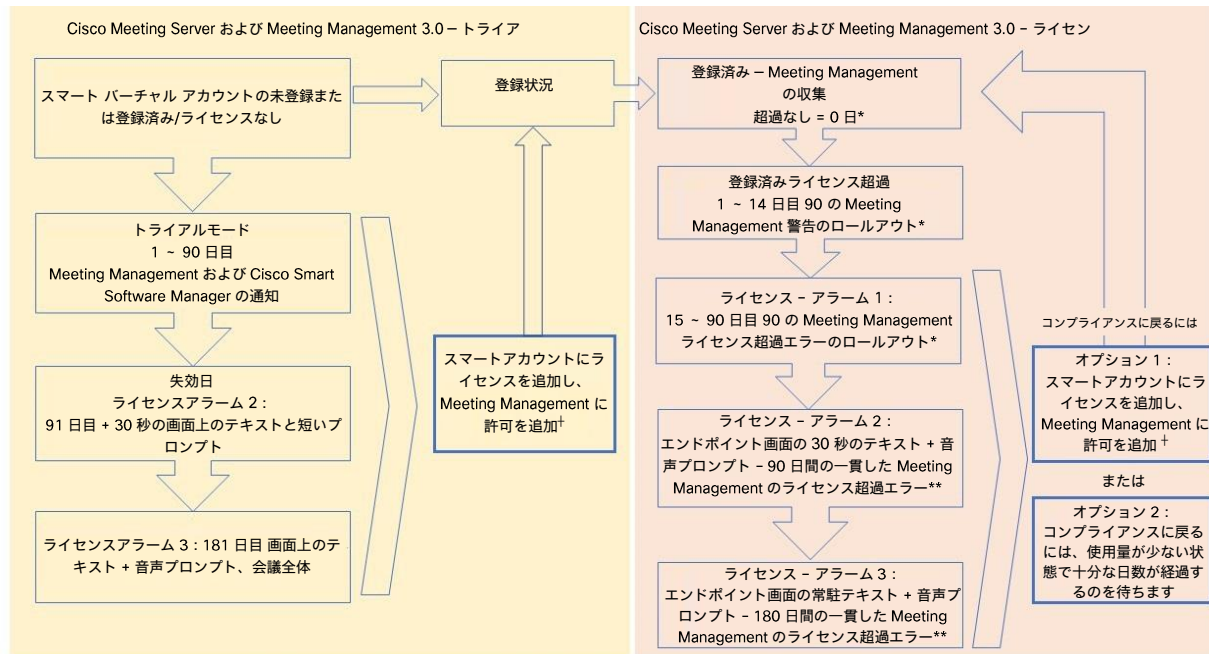 Cisco Meeting Server および Meeting Management 3.0 – トライア
スマート バーチャル アカウントの未登録また
は登録済み/ライセンスなし
登録状況
トライアルモード
1 ~ 90 日目
Meeting Management および Cisco Smart
Software Manager の通知
失効日
ライセンスアラーム 2：
91 日目 + 30 秒の画面上のテキストと短いプ
ロンプト
ライセンスアラーム 3：181 日目 画面上のテ
キスト + 音声プロンプト、会議全体
スマートアカウントにラ
イセンスを追加し、
Meeting Management に
許可を追加┼
Cisco Meeting Server および Meeting Management 3.0 – ライセン
登録済み – Meeting Management
の収集
超過なし = 0 日*
登録済みライセンス超過
1 ~ 14 日目 90 の Meeting
Management 警告のロールアウト*
ライセンス – アラーム 1：
15 ~ 90 日目 90 の Meeting Management
ライセンス超過エラーのロールアウト*
ライセンス – アラーム 2：
エンドポイント画面の 30 秒のテキスト + 音
声プロンプト – 90 日間の一貫した Meeting
Management のライセンス超過エラー**
ライセンス – アラーム 3：
エンドポイント画面の常駐テキスト + 音声プ
ロンプト – 180 日間の一貫した Meeting
Management のライセンス超過エラー**
コンプライアンスに戻るには
オプション 1：
スマートアカウントにラ
イセンスを追加し、
Meeting Management に
許可を追加 ┼
または
オプション 2：
コンプライアンスに戻る
には、使用量が少ない状
態で十分な日数が経過す
るのを待ちます